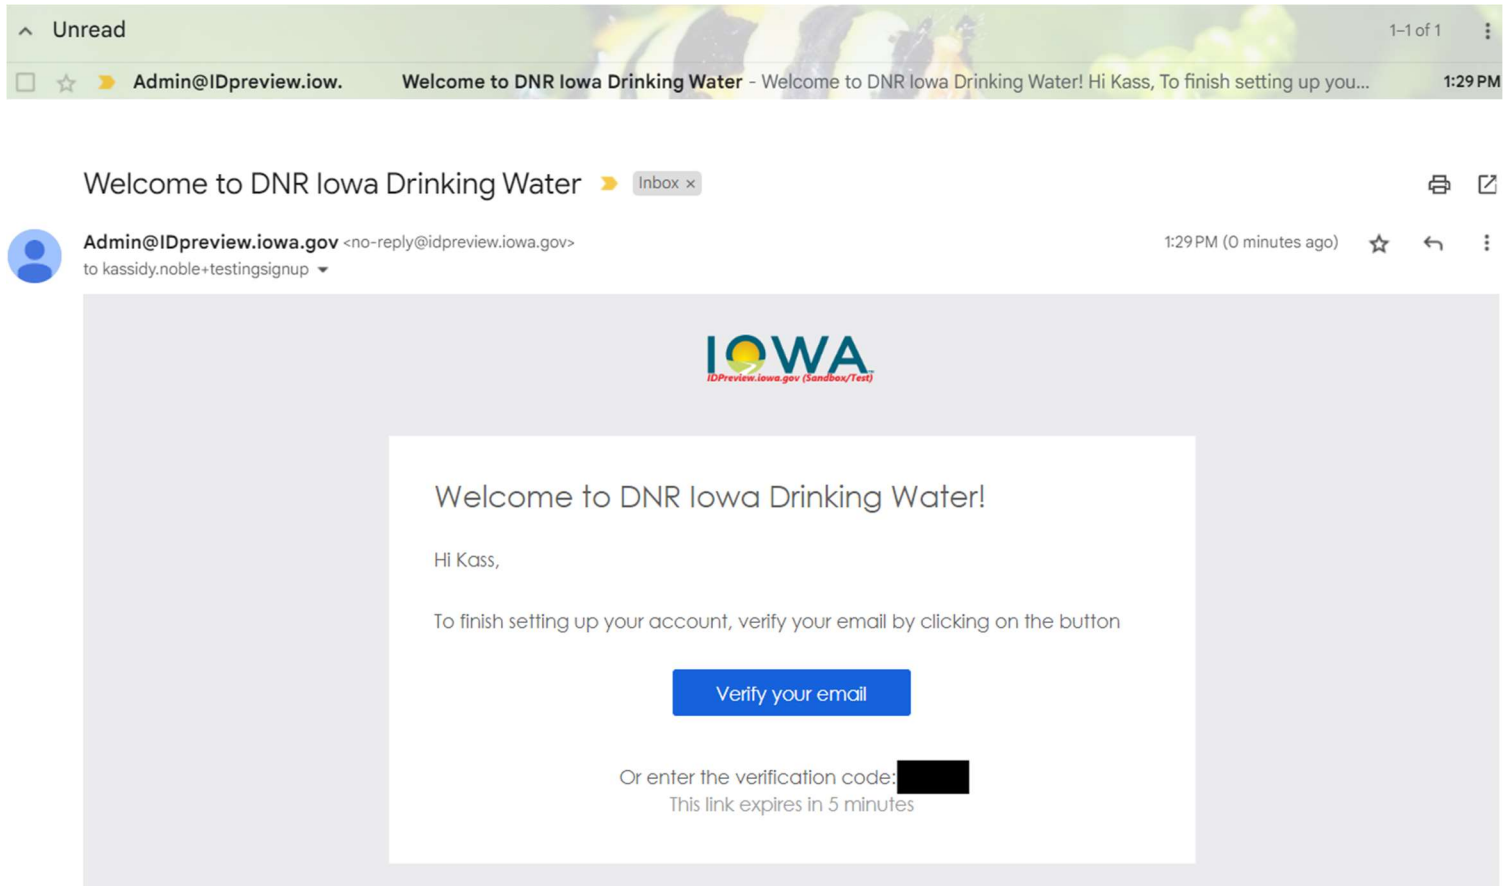 Unread
1–1 of 1
Admin@IDpreview.iow. Welcome to DNR Iowa Drinking Water - Welcome to DNR Iowa Drinking Water! Hi Kass, To finish setting up you... 1:29 PM
Welcome to DNR Iowa Drinking Water Inbox ×
Admin@IDpreview.iowa.gov <no-reply@idpreview.iowa.gov> 1:29 PM (0 minutes ago)
to kassidy.noble+testingsignup
IOWA
IDPreview.iowa.gov (Sandbox/Test)
Welcome to DNR Iowa Drinking Water!
Hi Kass,
To finish setting up your account, verify your email by clicking on the button
Verify your email
Or enter the verification code:
This link expires in 5 minutes